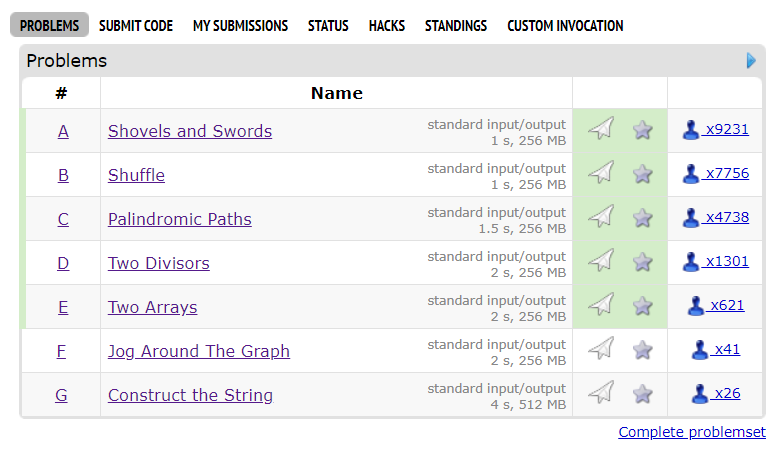 PROBLEMS SUBMIT CODE MY SUBMISSIONS STATUS HACKS STANDINGS CUSTOM INVOCATION
Problems
# Name
A Shovels and Swords standard input/output x9231
1 s, 256 MB
B Shuffle standard input/output x7756
1 s, 256 MB
C Palindromic Paths standard input/output x4738
1.5 s, 256 MB
D Two Divisors standard input/output x1301
2 s, 256 MB
E Two Arrays standard input/output x621
2 s, 256 MB
F Jog Around The Graph standard input/output x41
2 s, 256 MB
G Construct the String standard input/output x26
4 s, 512 MB
Complete problemset